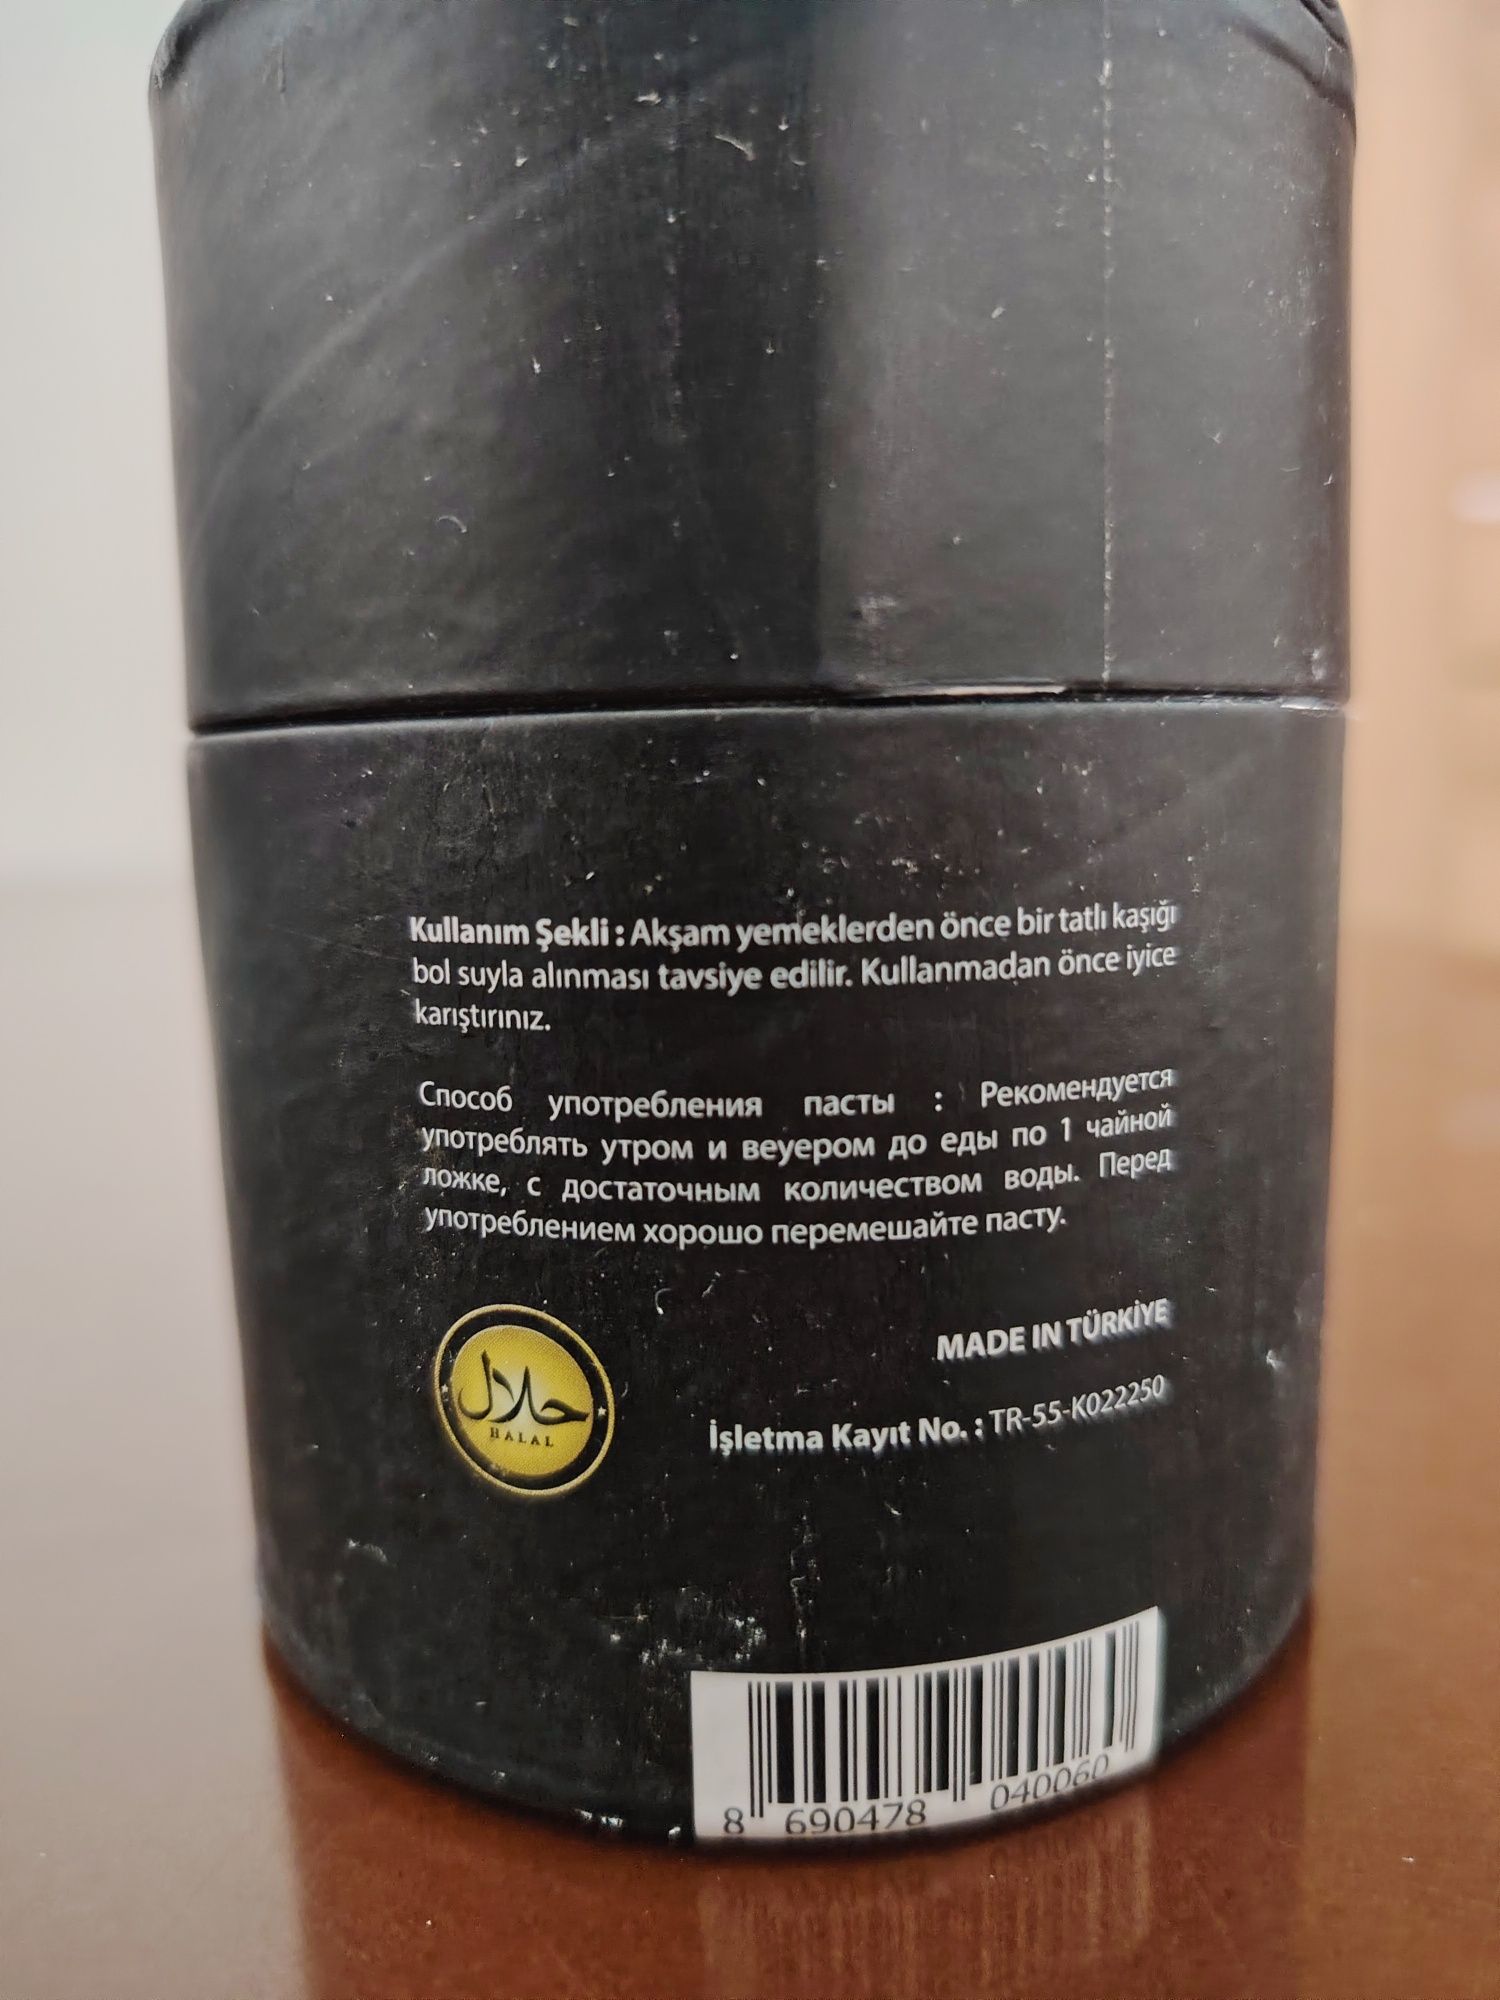 Kullanım Şekli : Akşam yemeklerden önce bir tatlı kaşığı
bol suyla alınması tavsiye edilir. Kullanmadan önce iyice
karıştırınız.
Способ употребления пасты : Рекомендуется
употреблять утром и веуером до еды по 1 чайной
ложке, с достаточным количеством воды. Перед
употреблением хорошо перемешайте пасту.
MADE IN TÜRKİYE
حلال
HALAL
İşletma Kayıt No. : TR-55-K022250
8 690478 040060